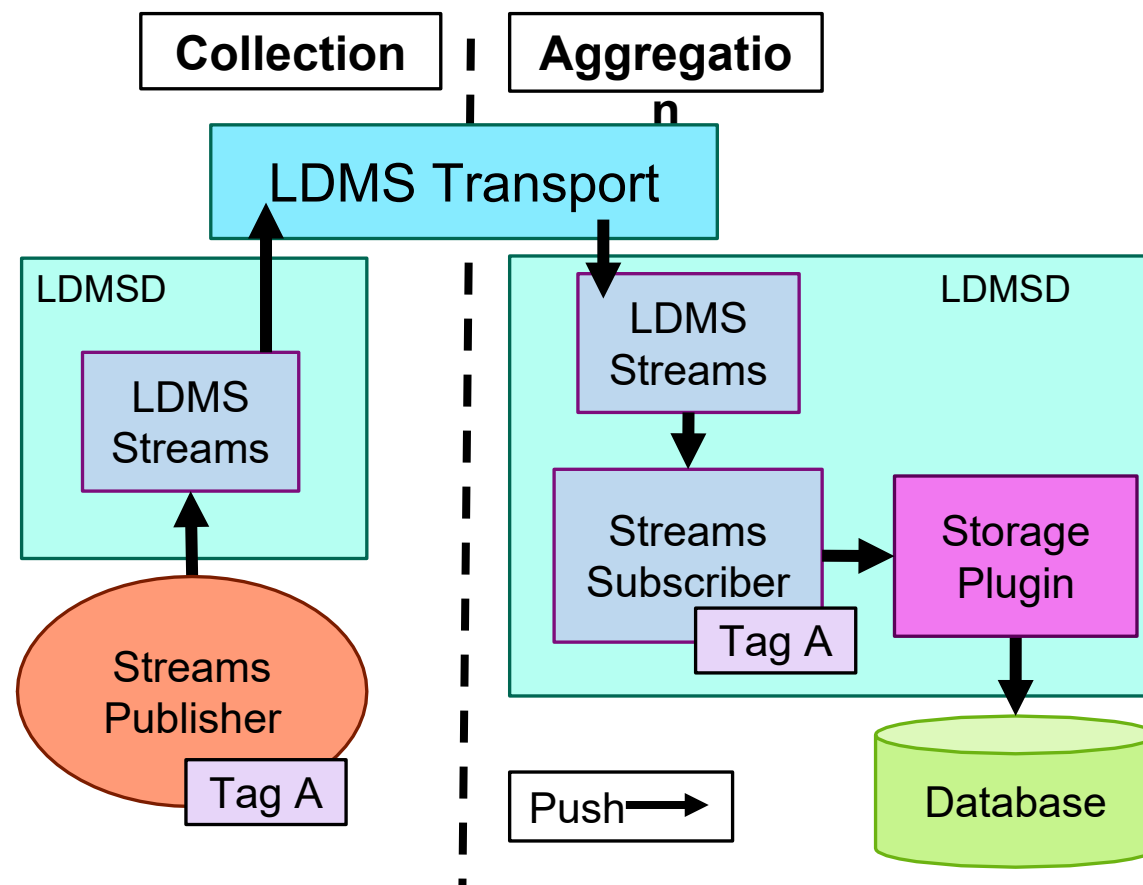 Collection
Aggregatio
n
LDMS Transport
LDMSD
LDMS
Streams
Streams
Publisher
Tag A
LDMSD
LDMS
Streams
Streams
Subscriber
Tag A
Storage
Plugin
Database
Push